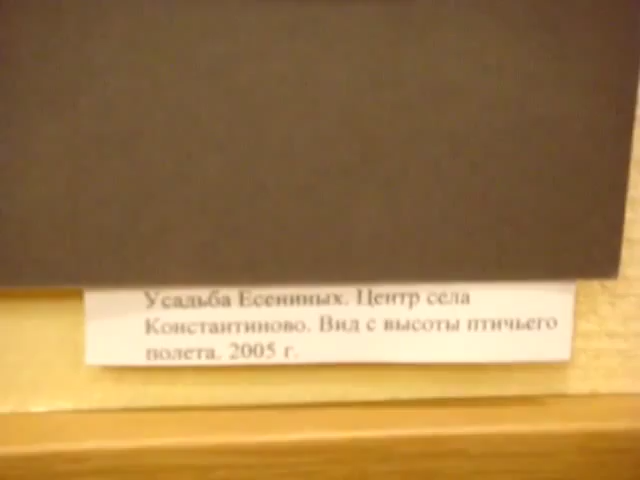 Усадьба Есениных. Центр села
Константиново. Вид с высоты птичьего
полета. 2005 г.